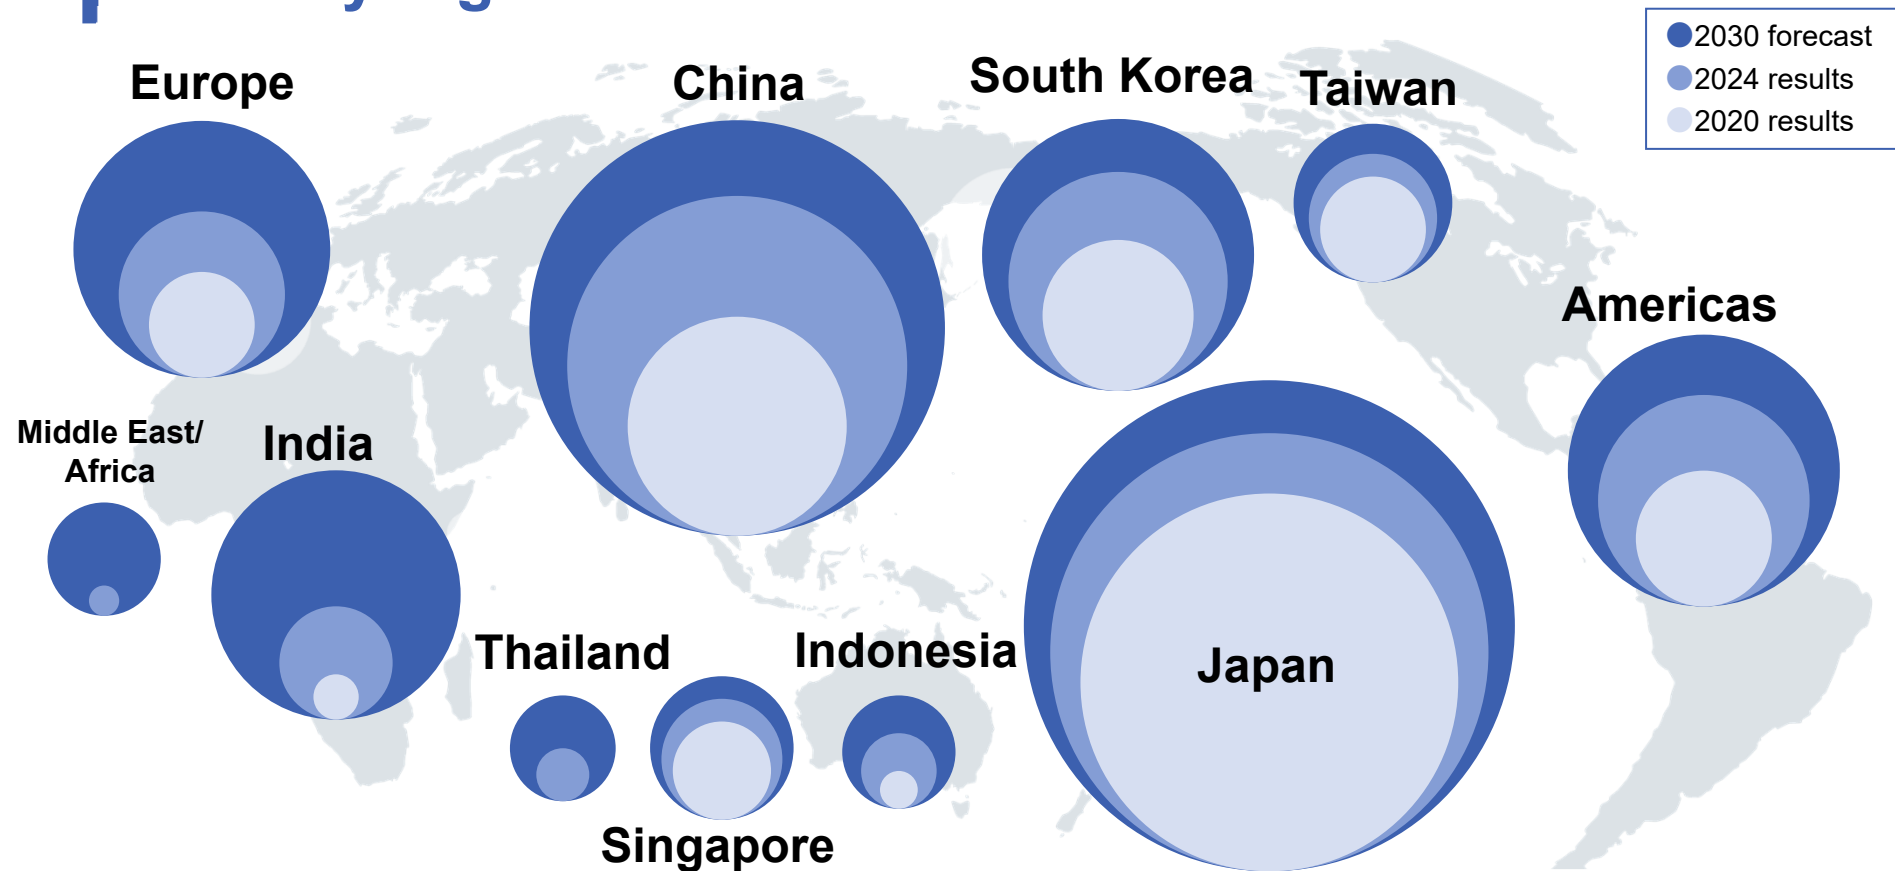 2030 forecast
2024 results
2020 results
Europe
China
South Korea
Taiwan
Americas
Middle East/
Africa
India
Thailand
Indonesia
Japan
Singapore